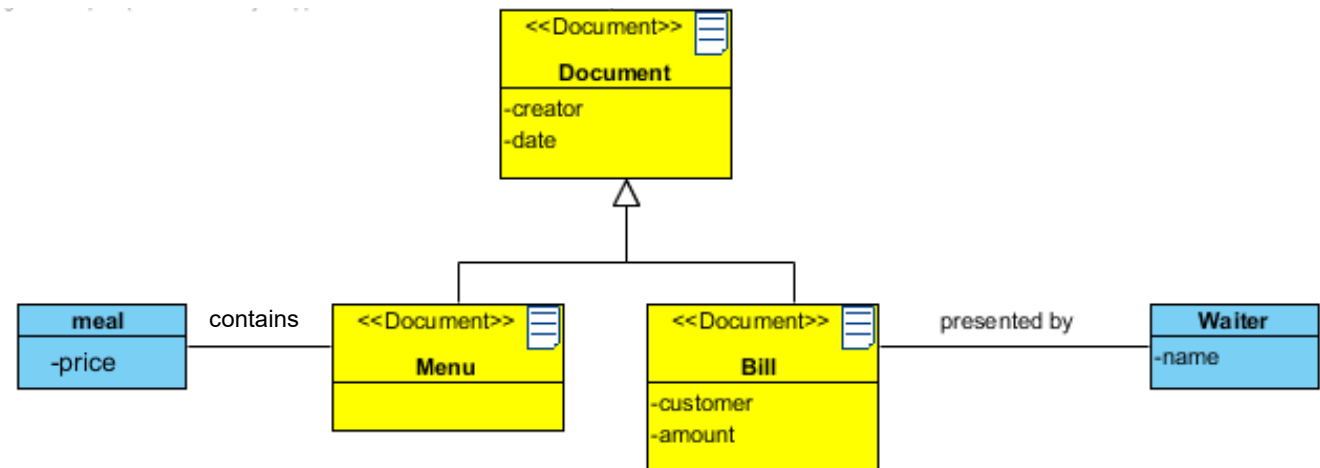 <<Document>>
Document
-creator
-date
meal
-price
contains
<<Document>>
Menu
<<Document>>
Bill
-customer
-amount
presented by
Waiter
-name